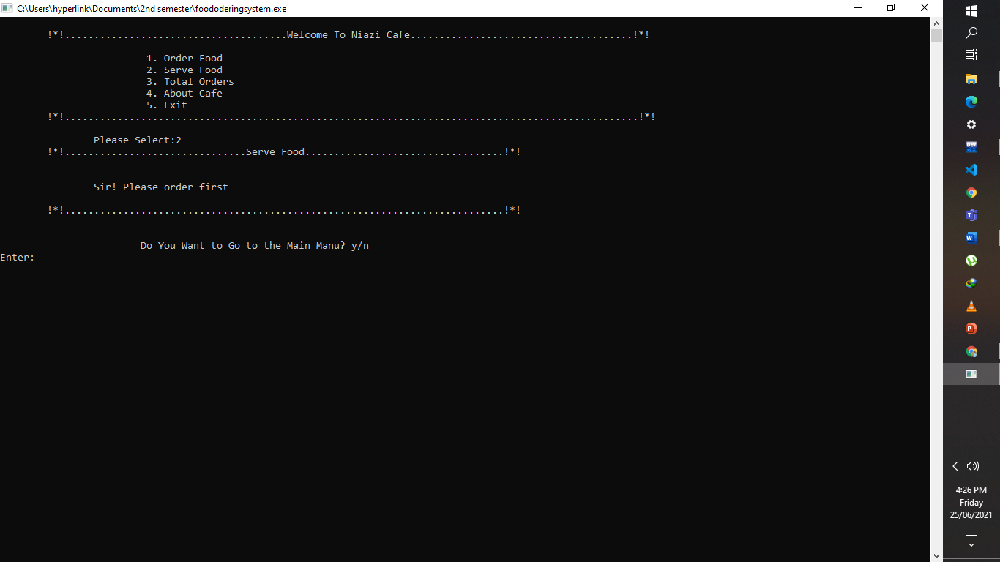 C:\Users\hyperlink\Documents\2nd semester\foododeringsystem.exe
!*!......................................Welcome To Niazi Cafe......................................!*!
1. Order Food
2. Serve Food
3. Total Orders
4. About Cafe
5. Exit
!*!..................................................................................................!*!
Please Select:2
!*!...............................Serve Food..................................!*!
Sir! Please order first
!*!...........................................................................!*!
Do You Want to Go to the Main Manu? y/n
Enter:
DEV
4:26 PM
Friday
25/06/2021